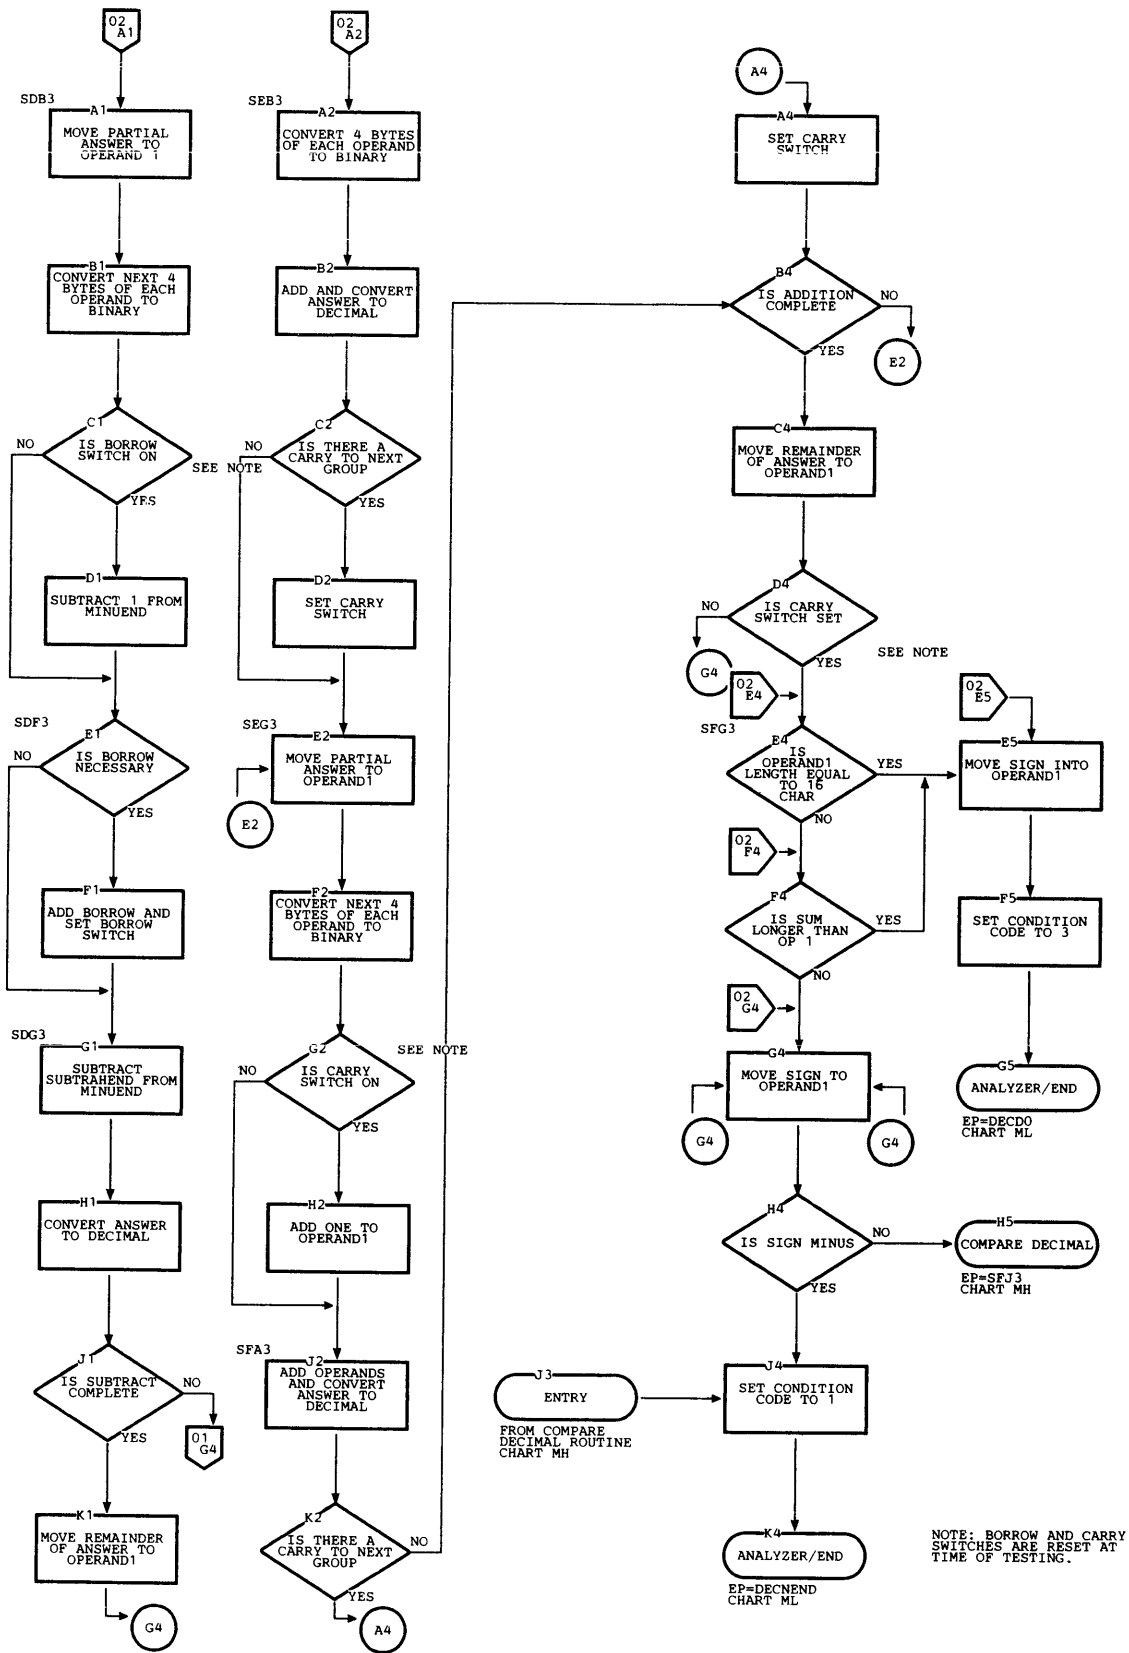 02
A1
SDB3
A1
MOVE PARTIAL
ANSWER TO
OPERAND 1
B1
CONVERT NEXT 4
BYTES OF EACH
OPERAND TO
BINARY
C1
IS BORROW
SWITCH ON
NO
SEE NOTE
YES
D1
SUBTRACT 1 FROM
MINUEND
SDF3
E1
IS BORROW
NECESSARY
NO
YES
F1
ADD BORROW AND
SET BORROW
SWITCH
SDG3
G1
SUBTRACT
SUBTRAHEND FROM
MINUEND
H1
CONVERT ANSWER
TO DECIMAL
J1
IS SUBTRACT
COMPLETE
NO
01
G4
YES
K1
MOVE REMAINDER
OF ANSWER TO
OPERAND1
G4
02
A2
SEB3
A2
CONVERT 4 BYTES
OF EACH OPERAND
TO BINARY
B2
ADD AND CONVERT
ANSWER TO
DECIMAL
C2
IS THERE A
CARRY TO NEXT
GROUP
NO
YES
D2
SET CARRY
SWITCH
SEG3
E2
MOVE PARTIAL
ANSWER TO
OPERAND1
E2
F2
CONVERT NEXT 4
BYTES OF EACH
OPERAND TO
BINARY
G2
IS CARRY
SWITCH ON
NO
SEE NOTE
YES
H2
ADD ONE TO
OPERAND1
SFA3
J2
ADD OPERANDS
AND CONVERT
ANSWER TO
DECIMAL
K2
IS THERE A
CARRY TO NEXT
GROUP
NO
YES
A4
A4
A4
SET CARRY
SWITCH
B4
IS ADDITION
COMPLETE
NO
E2
YES
C4
MOVE REMAINDER
OF ANSWER TO
OPERAND1
D4
IS CARRY
SWITCH SET
NO
G4
YES
SEE NOTE
02
E4
SFG3
E4
IS
OPERAND1
LENGTH EQUAL
TO 16
CHAR
YES
NO
02
F4
F4
IS SUM
LONGER THAN
OP 1
YES
NO
02
G4
G4
MOVE SIGN TO
OPERAND1
G4
G4
H4
IS SIGN MINUS
NO
YES
J3
ENTRY
FROM COMPARE
DECIMAL ROUTINE
CHART MH
J4
SET CONDITION
CODE TO 1
K4
ANALYZER/END
EP=DECNEND
CHART ML
02
E5
E5
MOVE SIGN INTO
OPERAND1
F5
SET CONDITION
CODE TO 3
G5
ANALYZER/END
EP=DECDO
CHART ML
H5
COMPARE DECIMAL
EP=SFJ3
CHART MH
NOTE: BORROW AND CARRY
SWITCHES ARE RESET AT
TIME OF TESTING.